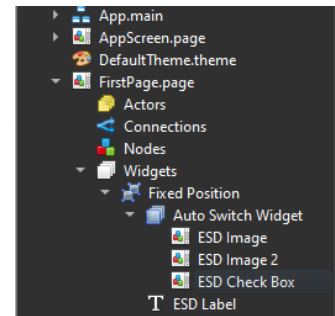 App.main
AppScreen.page
DefaultTheme.theme
FirstPage.page
Actors
Connections
Nodes
Widgets
Fixed Position
Auto Switch Widget
ESD Image
ESD Image 2
ESD Check Box
T ESD Label